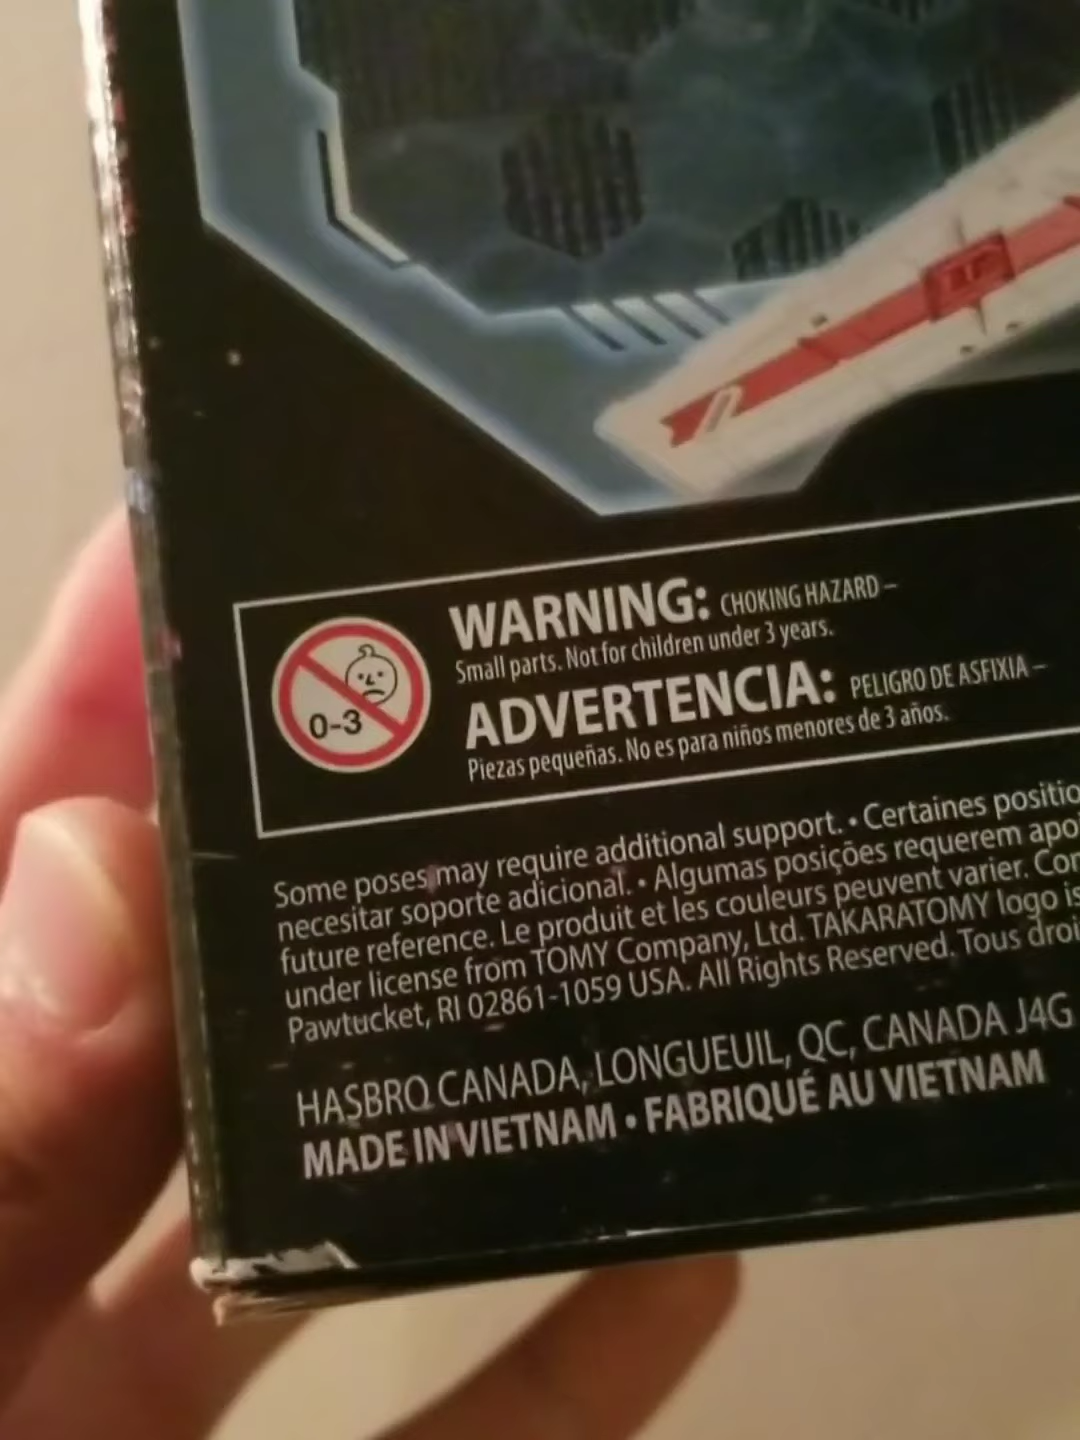 WARNING: CHOKING HAZARD –
Small parts. Not for children under 3 years.
ADVERTENCIA: PELIGRO DE ASFIXIA –
Piezas pequeñas. No es para niños menores de 3 años.
0-3
Some poses may require additional support. • Certaines
necesitar soporte adicional. • Algumas posições requerem
future reference. Le produit et les couleurs peuvent varier.
under license from TOMY Company, Ltd. TAKARATOMY logo is
Pawtucket, RI 02861-1059 USA. All Rights Reserved. Tous
HASBRO CANADA, LONGUEUIL, QC, CANADA J4G
MADE IN VIETNAM • FABRIQUÉ AU VIETNAM